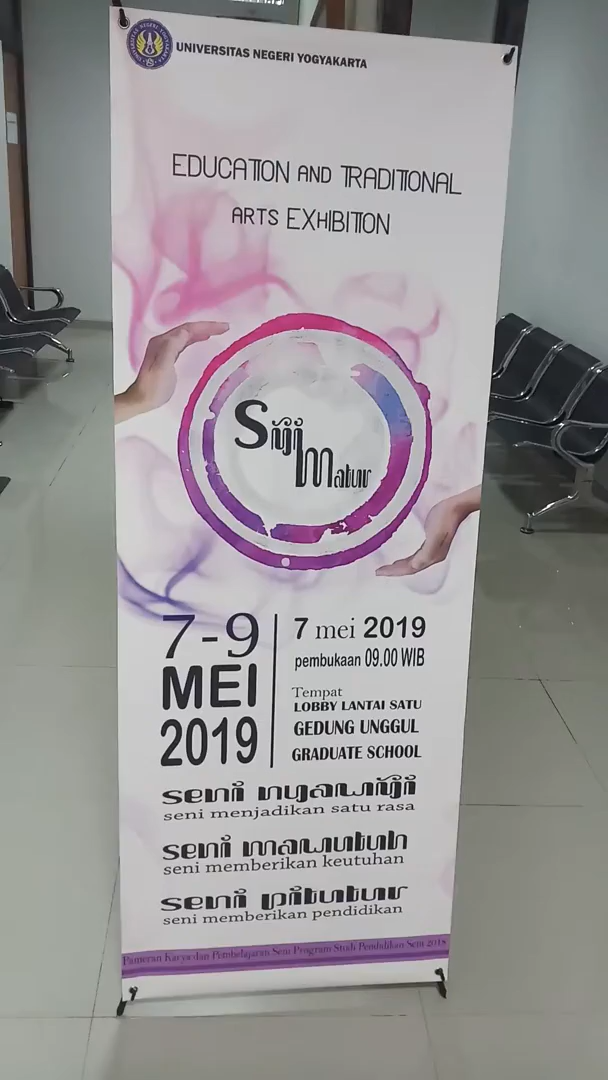 UNIVERSITAS NEGERI YOGYAKARTA
EDUCATION AND TRADITIONAL
ARTS EXHIBITION
Siji
Matur
7-9
MEI
2019
7 mei 2019
pembukaan 09.00 WIB
Tempat
LOBBY LANTAI SATU
GEDUNG UNGGUL
GRADUATE SCHOOL
seni nyawiji
seni menjadikan satu rasa
seni mawutuh
seni memberikan keutuhan
seni pitutur
seni memberikan pendidikan
Pameran Karya dan Pembelajaran Seni Program Studi Pendidikan Seni 2018